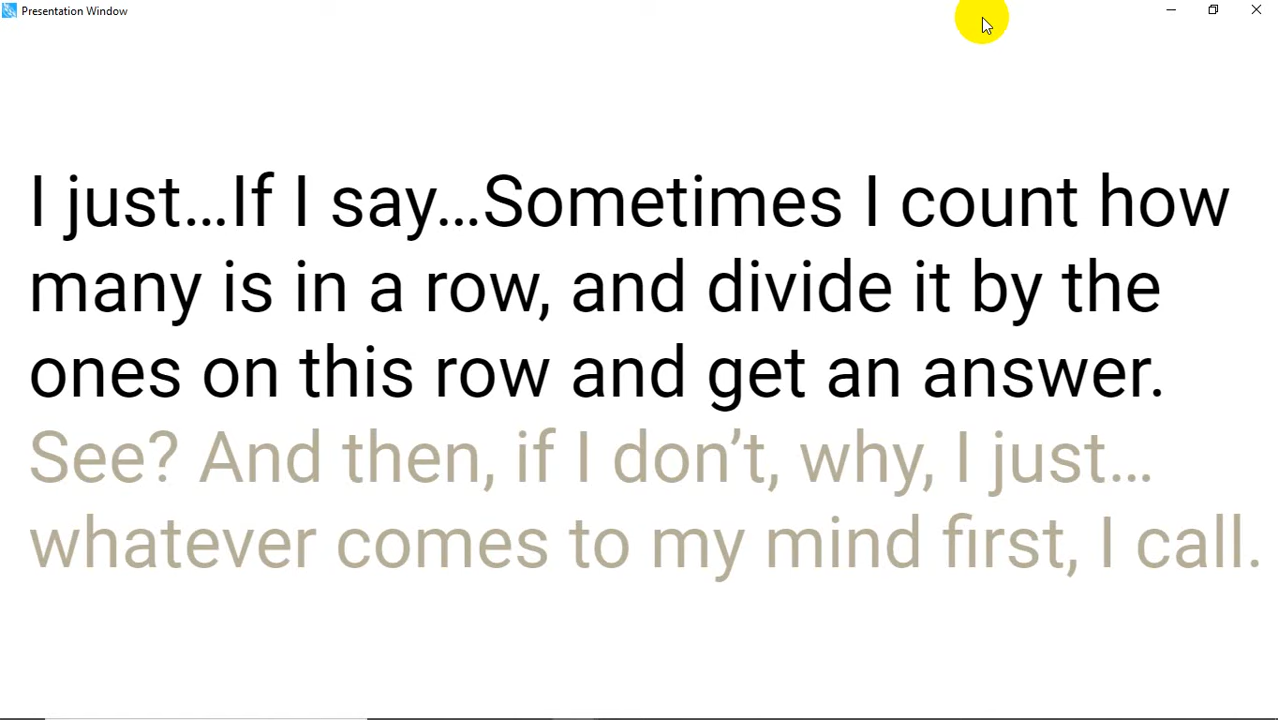 Presentation Window
I just…If I say…Sometimes I count how
many is in a row, and divide it by the
ones on this row and get an answer.
See? And then, if I don’t, why, I just…
whatever comes to my mind first, I call.